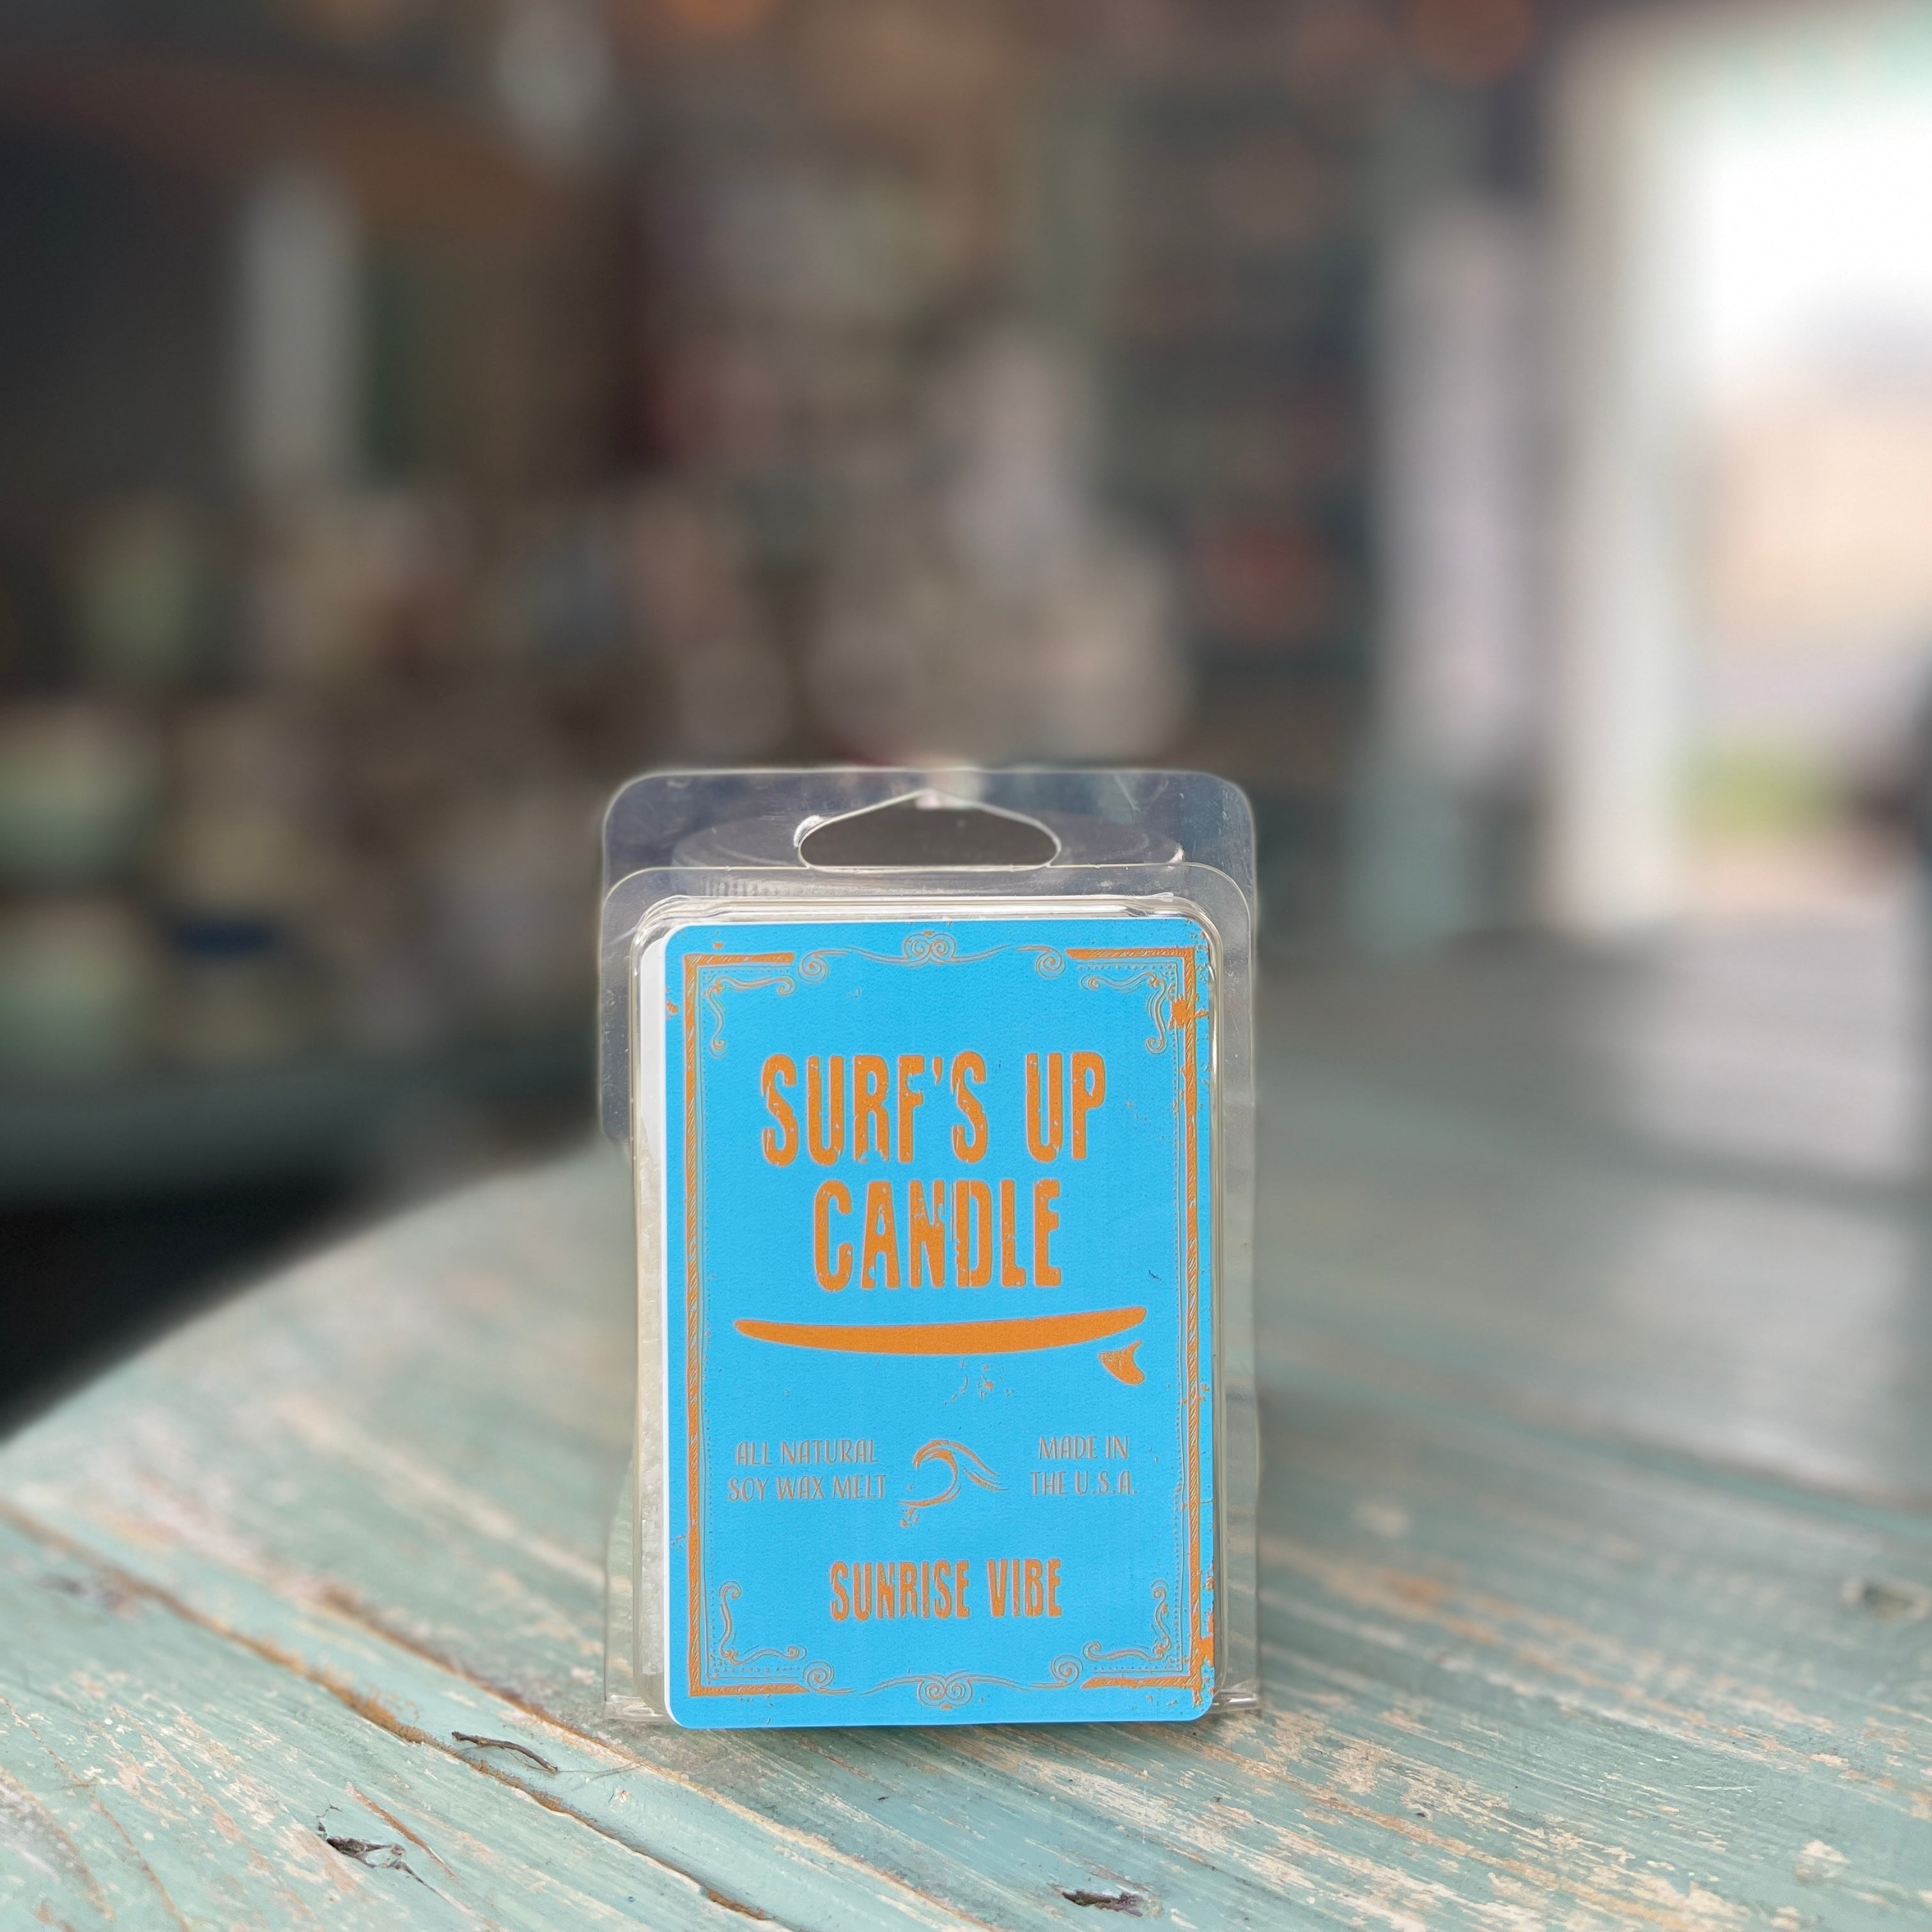 SURF'S UP
CANDLE
ALL NATURAL
SOY WAX MELT
MADE IN
THE U.S.A.
SUNRISE VIBE